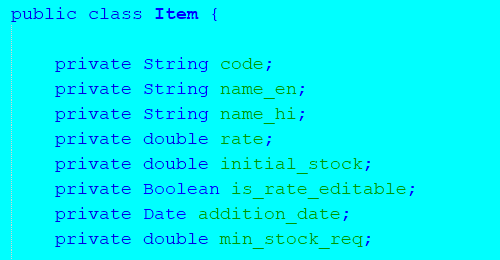 public class Item {
private String code;
private String name_en;
private String name_hi;
private double rate;
private double initial_stock;
private Boolean is_rate_editable;
private Date addition_date;
private double min_stock_req;